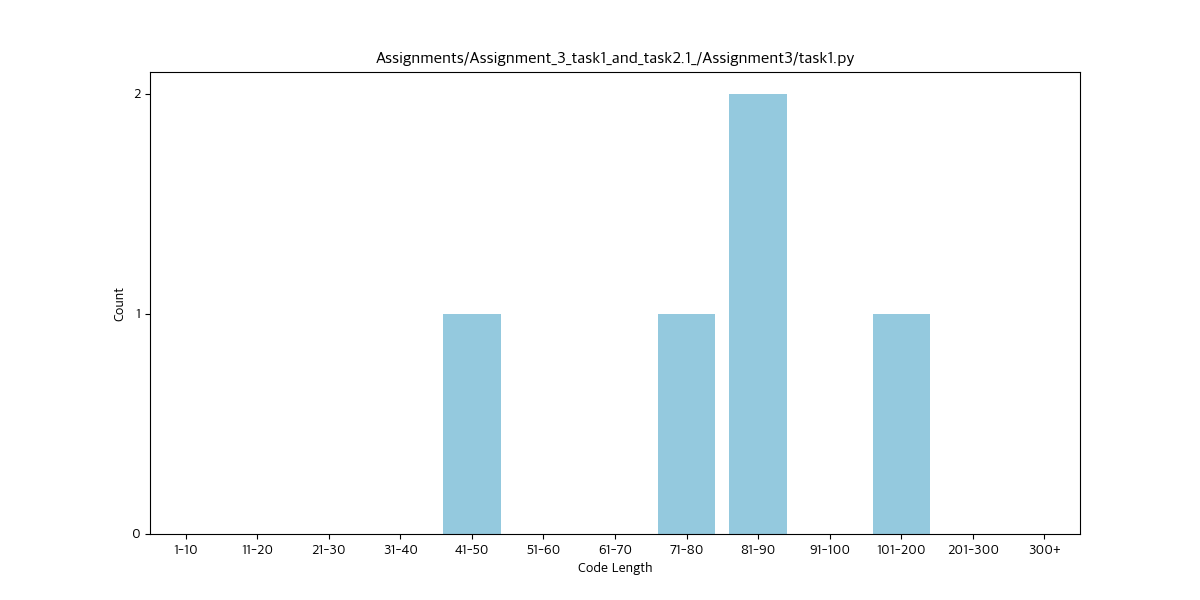 Assignments/Assignment_3_task1_and_task2.1_/Assignment3/task1.py
2
1
0
Count
1-10 11-20 21-30 31-40 41-50 51-60 61-70 71-80 81-90 91-100 101-200 201-300 300+
Code Length